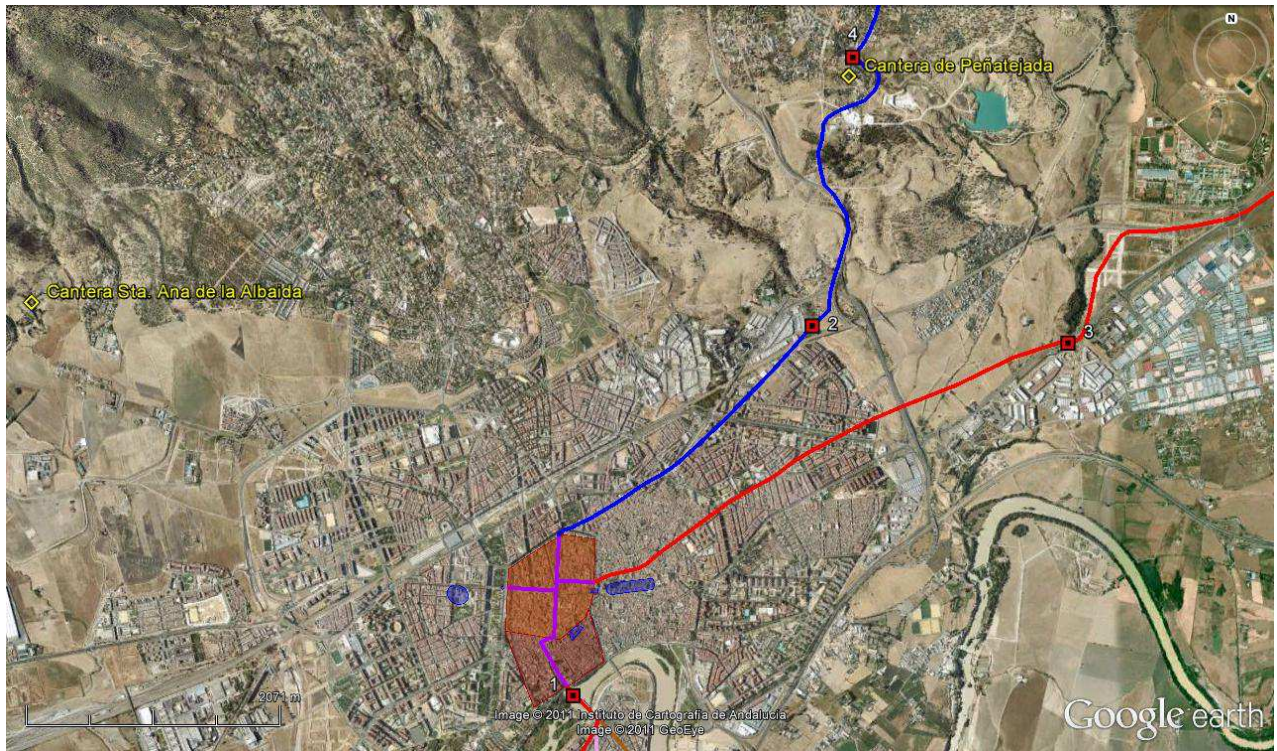 N
4
Cantera de Peñatejada
Cantera Sta. Ana de la Albaida
2
3
1
2071 m
Image © 2011 Instituto de Cartografía de Andalucía
Image © 2011 GeoEye
Google earth